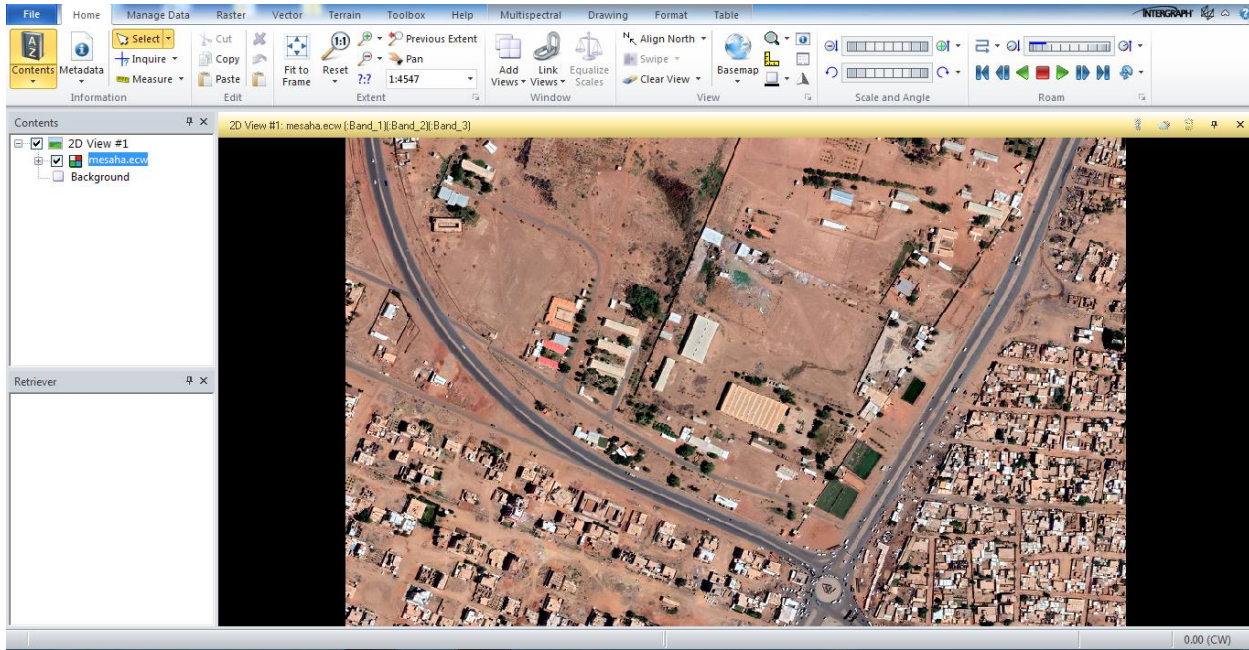 File Home Manage Data Raster Vector Terrain Toolbox Help Multispectral Drawing Format Table INTERGRAPH
Contents
Metadata
Select
Inquire
Measure
Information
Cut
Copy
Paste
Edit
Fit to Frame
1:1
Reset
Previous Extent
Pan
?:?
1:4547
Extent
Add Views
Link Views
Equalize Scales
Window
Align North
Swipe
Clear View
Basemap
View
Scale and Angle
Roam
Contents
2D View #1
mesaha.ecw
Background
Retriever
2D View #1: mesaha.ecw (:Band_1)(:Band_2)(:Band_3)
0.00 (CW)